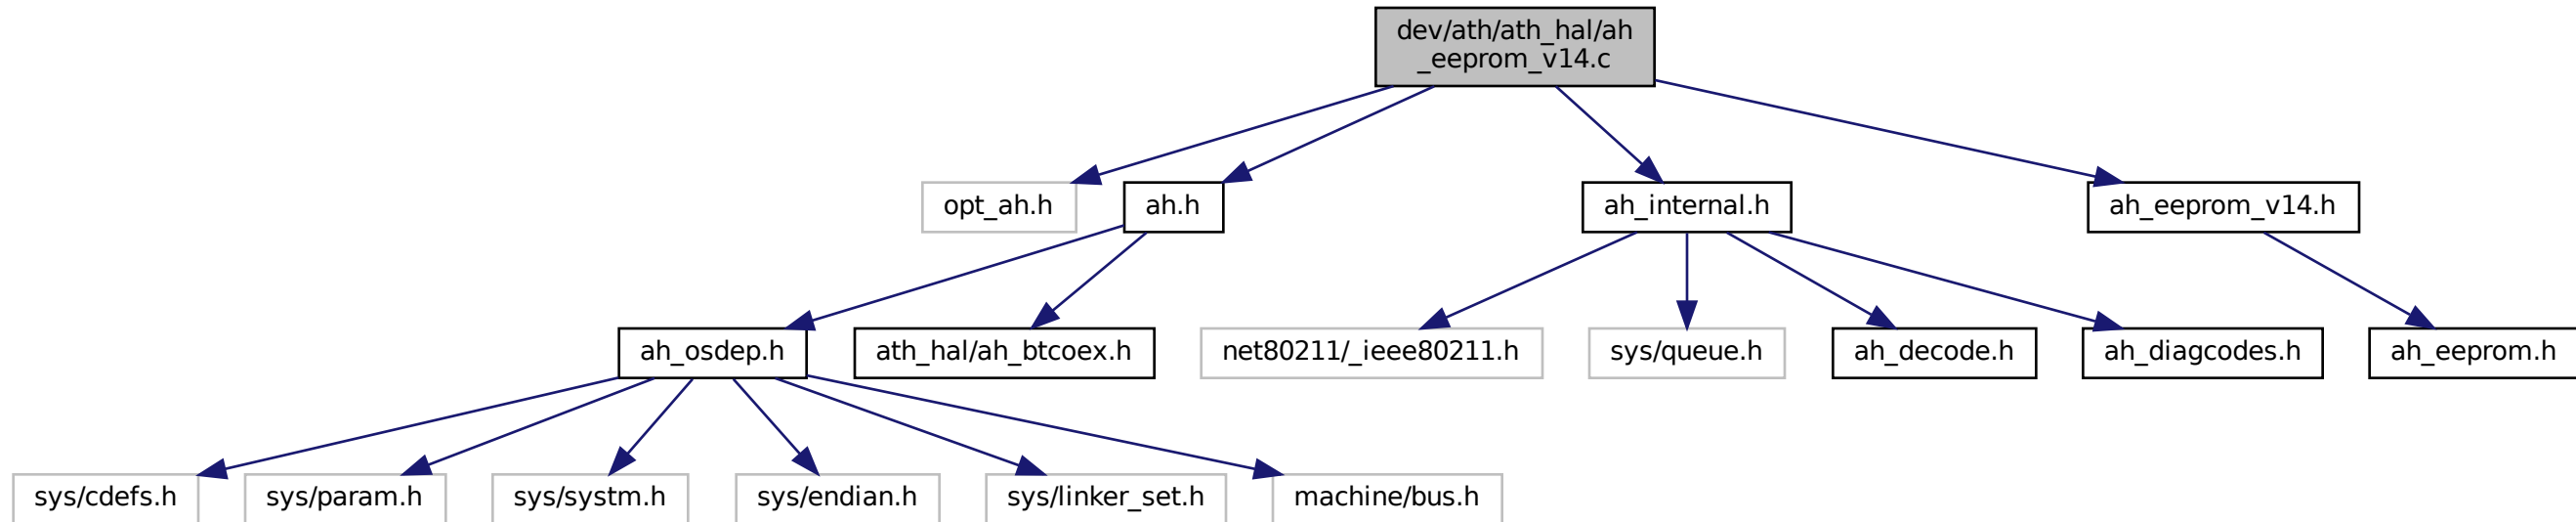 dev/ath/ath_hal/ah
_eeprom_v14.c
opt_ah.h
ah.h
ah_internal.h
ah_eeprom_v14.h
ah_osdep.h
ath_hal/ah_btcoex.h
net80211/_ieee80211.h
sys/queue.h
ah_decode.h
ah_diagcodes.h
ah_eeprom.h
sys/cdefs.h
sys/param.h
sys/systm.h
sys/endian.h
sys/linker_set.h
machine/bus.h